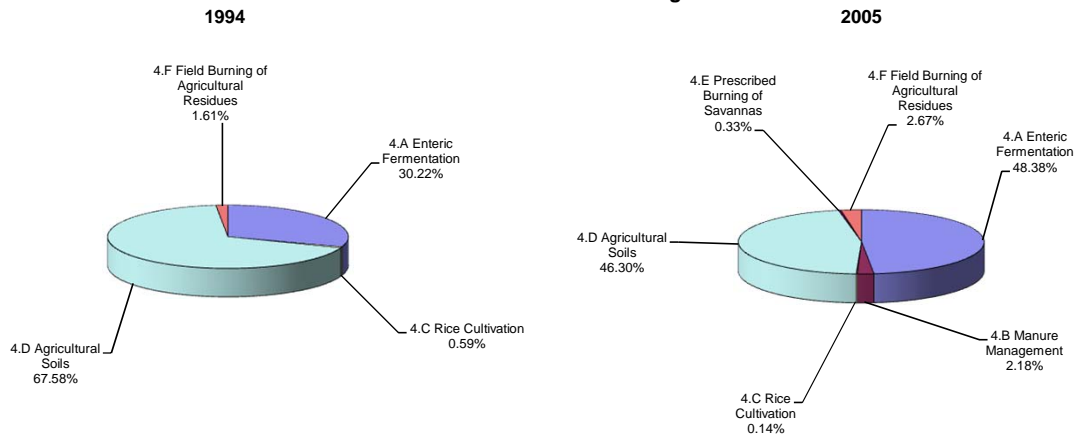 1994
4.F Field Burning of
Agricultural
Residues
1.61%
4.A Enteric
Fermentation
30.22%
4.C Rice Cultivation
0.59%
4.D Agricultural
Soils
67.58%
2005
4.E Prescribed
Burning of
Savannas
0.33%
4.F Field Burning of
Agricultural
Residues
2.67%
4.A Enteric
Fermentation
48.38%
4.D Agricultural
Soils
46.30%
4.B Manure
Management
2.18%
4.C Rice
Cultivation
0.14%